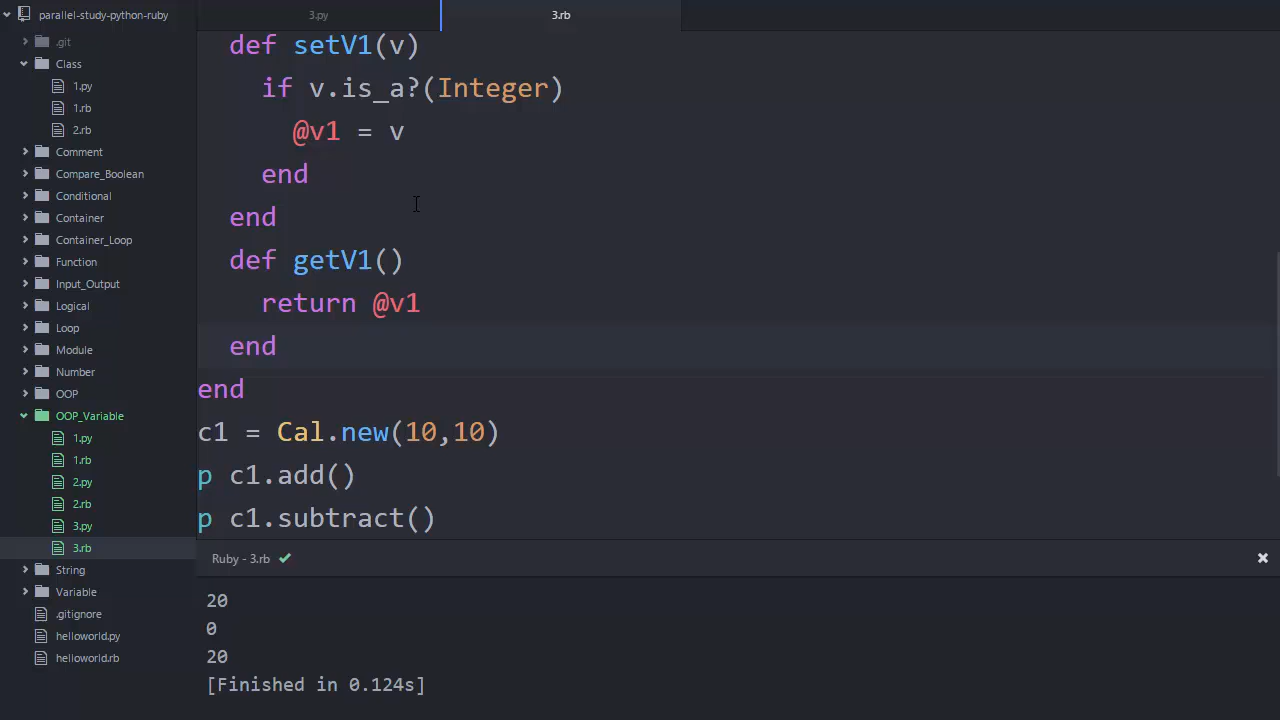 parallel-study-python-ruby
.git
Class
1.py
1.rb
2.rb
Comment
Compare_Boolean
Conditional
Container
Container_Loop
Function
Input_Output
Logical
Loop
Module
Number
OOP
OOP_Variable
1.py
1.rb
2.py
2.rb
3.py
3.rb
String
Variable
.gitignore
helloworld.py
helloworld.rb
3.py
3.rb
def setV1(v)
if v.is_a?(Integer)
@v1 = v
end
end
def getV1()
return @v1
end
end
c1 = Cal.new(10,10)
p c1.add()
p c1.subtract()
Ruby - 3.rb
20
0
20
[Finished in 0.124s]